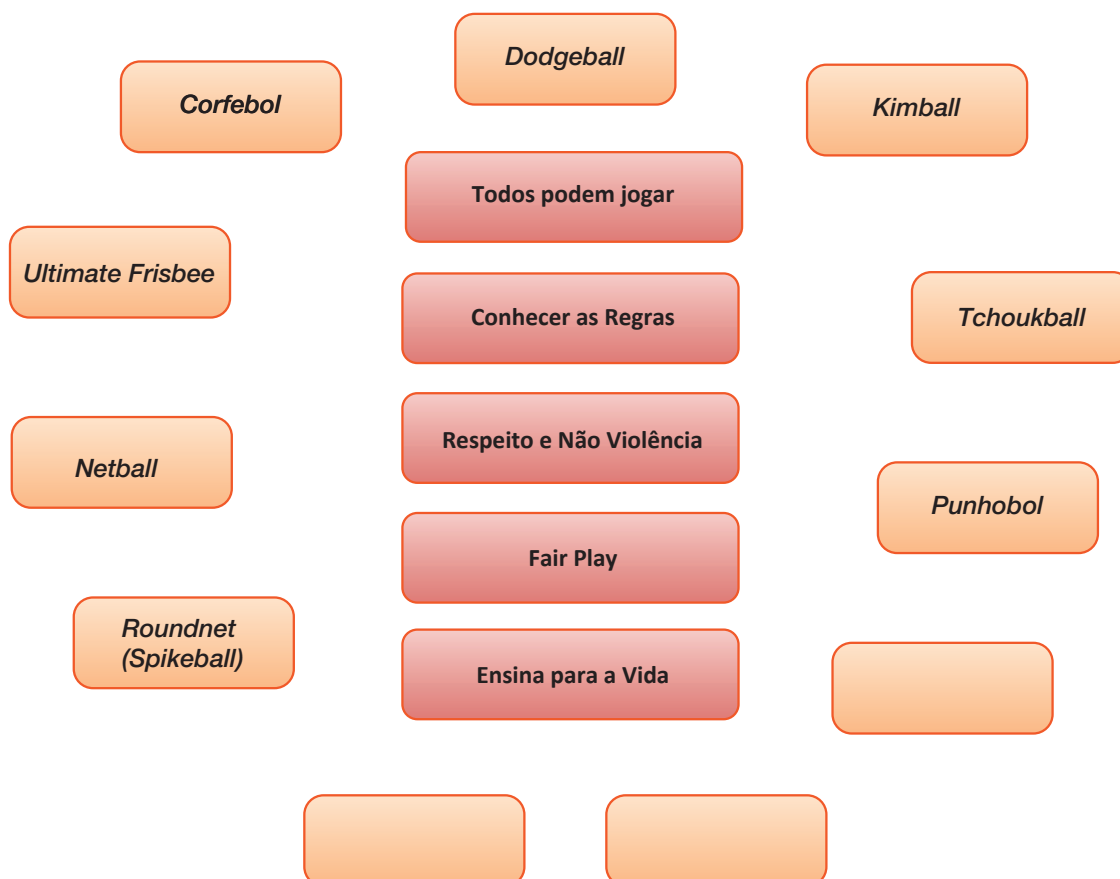 Dodgeball
Corfebol
Kimball
Todos podem jogar
Ultimate Frisbee
Conhecer as Regras
Tchoukball
Respeito e Não Violência
Netball
Punhobol
Fair Play
Roundnet
(Spikeball)
Ensina para a Vida